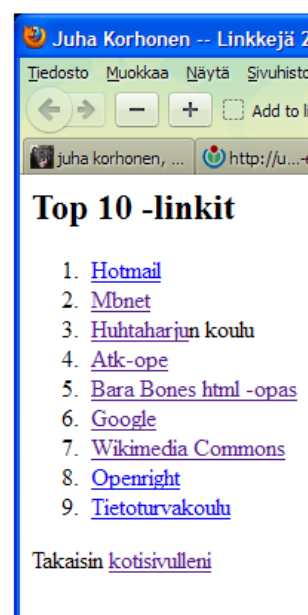 Juha Korhonen -- Linkkejä 2
Tiedosto Muokkaa Näytä Sivuhisto
Add to li
juha korhonen, ... http://u...-e
Top 10 -linkit
1. Hotmail
2. Mbnet
3. Huhtaharjun koulu
4. Atk-ope
5. Bara Bones html -opas
6. Google
7. Wikimedia Commons
8. Openright
9. Tietoturvakoulu
Takaisin kotisivulleni